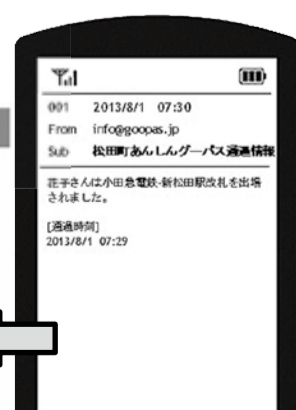 001 2013/8/1 07:30
From info@goopas.jp
Sub 松田町あんしんグーパス通過情報
花子さんは小田急電鉄-新松田駅改札を出場
されました。
[通過時刻]
2013/8/1 07:29